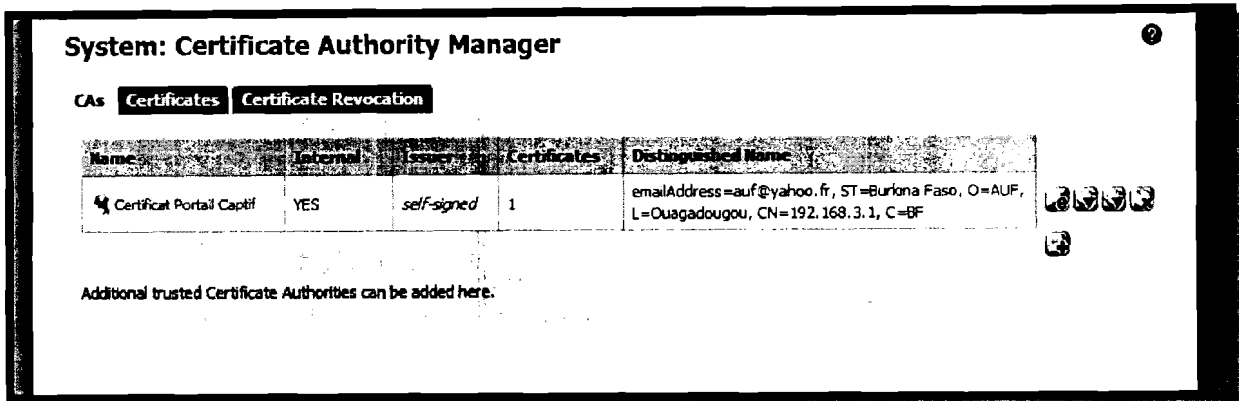 System: Certificate Authority Manager
?
CAs Certificates Certificate Revocation
Name Internal Issuer Certificates Distinguished Name
Certificat Portail Captif YES self-signed 1 emailAddress=auf@yahoo.fr, ST=Burkina Faso, O=AUF,
L=Ouagadougou, CN=192.168.3.1, C=BF
Additional trusted Certificate Authorities can be added here.